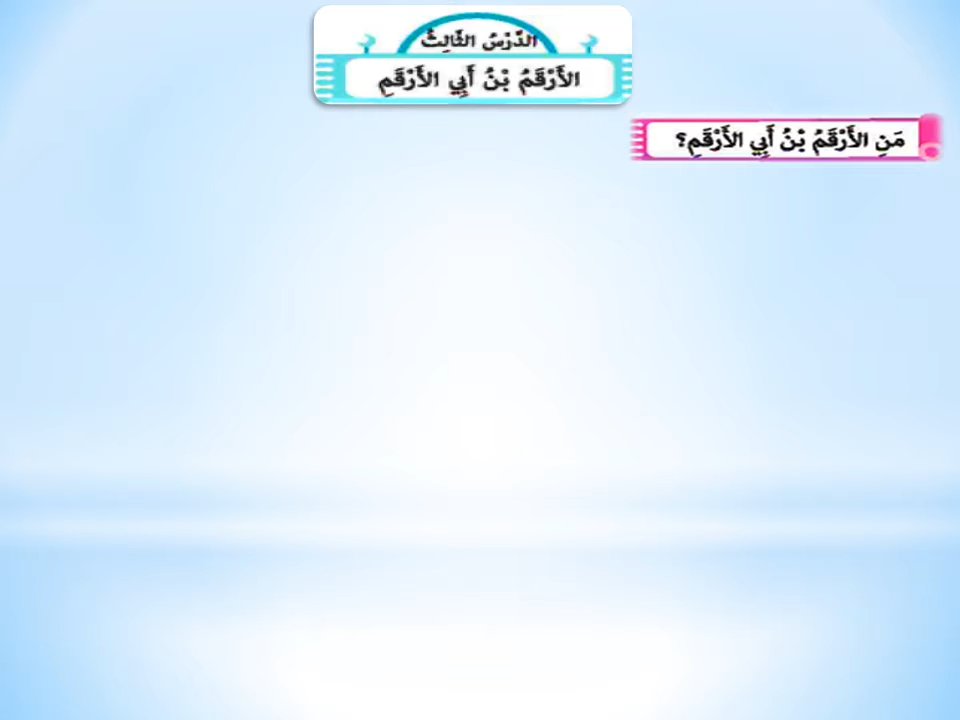 الدَّرْسُ الثَّالِثُ
الأَرْقَمُ بْنُ أَبِي الأَرْقَمِ
مَنِ الأَرْقَمُ بْنُ أَبِي الأَرْقَمِ؟